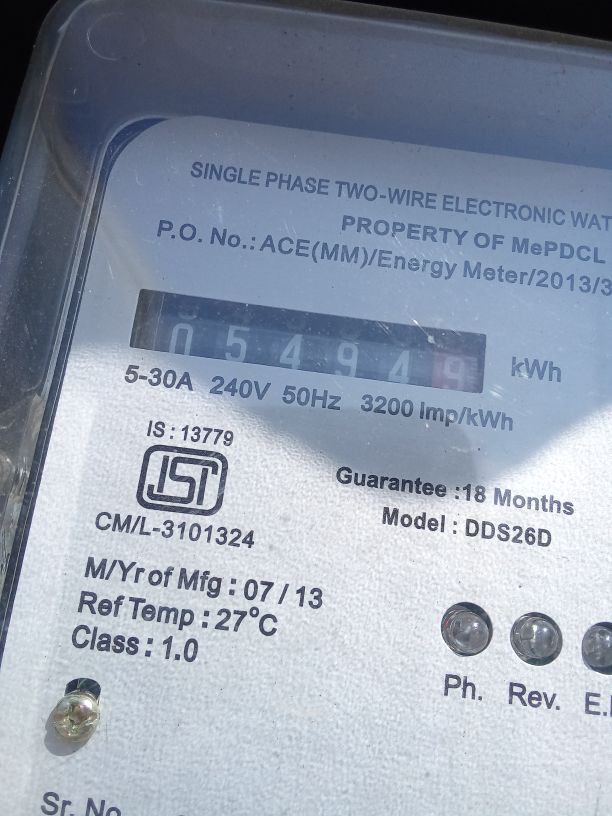 SINGLE PHASE TWO-WIRE ELECTRONIC
PROPERTY OF MePDCL
P.O. No.: ACE(MM)/Energy Meter/2013/3
054949 kWh
5-30A 240V 50Hz 3200 Imp/kWh
IS : 13779
ISI
CM/L-3101324
Guarantee :18 Months
Model : DDS26D
M/Yr of Mfg : 07 / 13
Ref Temp : 27°C
Class : 1.0
Ph. Rev.
Sr. No